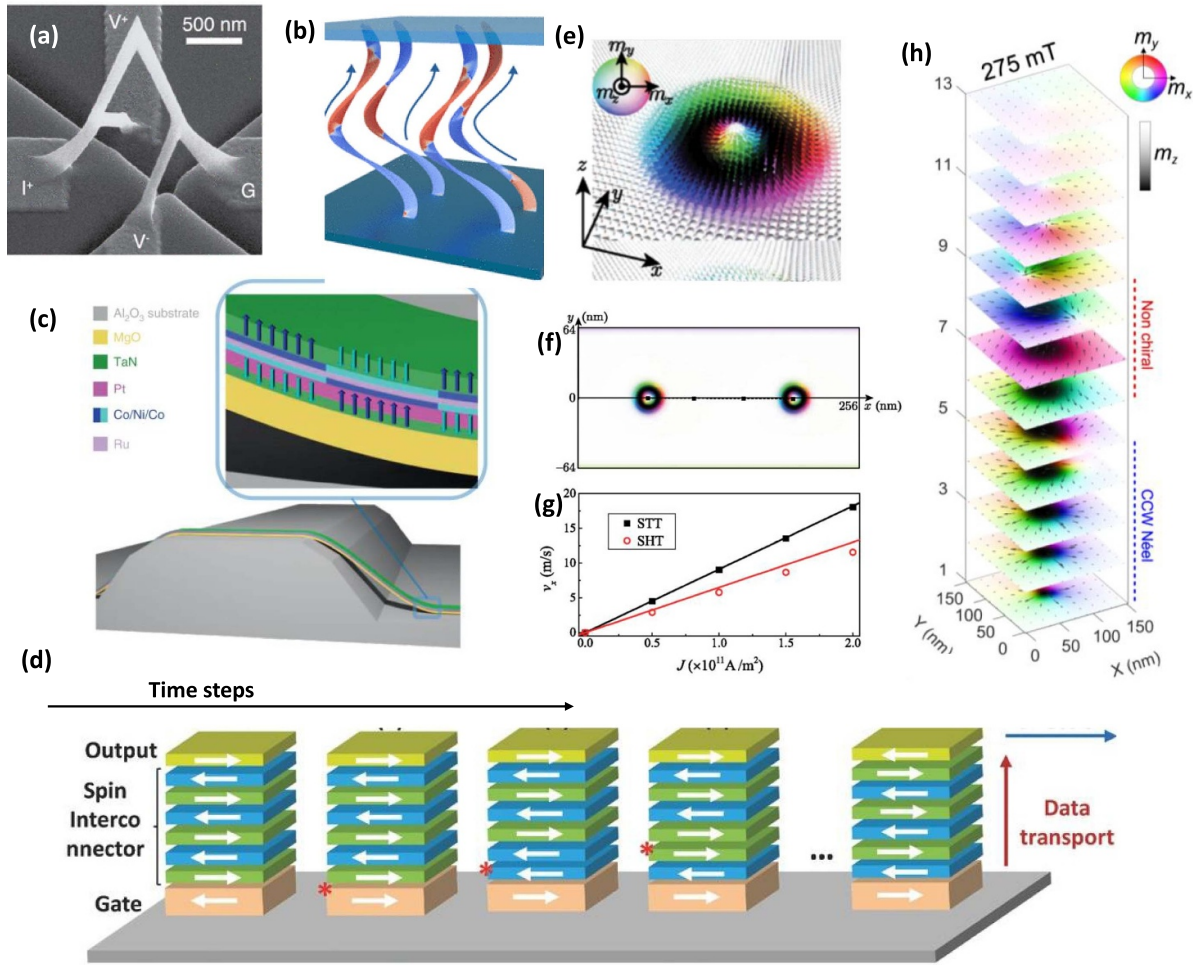 (a)
V⁺
500 nm
I⁺
G
V⁻
(b)
(c)
Al₂O₃ substrate
MgO
TaN
Pt
Co/Ni/Co
Ru
(d)
Time steps
Output
Spin
Interco
nnector
Gate
*
*
*
...
Data
transport
(e)
m_y
m_z
m_x
z
y
x
(f)
y (nm)
64
0
256 x (nm)
−64
(g)
20
15
10
5
0
v_x (m/s)
STT
SHT
0.0
0.5
1.0
1.5
2.0
J (×10¹¹A/m²)
(h)
275 mT
m_y
m_x
m_z
13
11
9
7
5
3
1
Non chiral
CCW Néel
150
100
50
0
Y (nm)
0
50
100
150
X (nm)